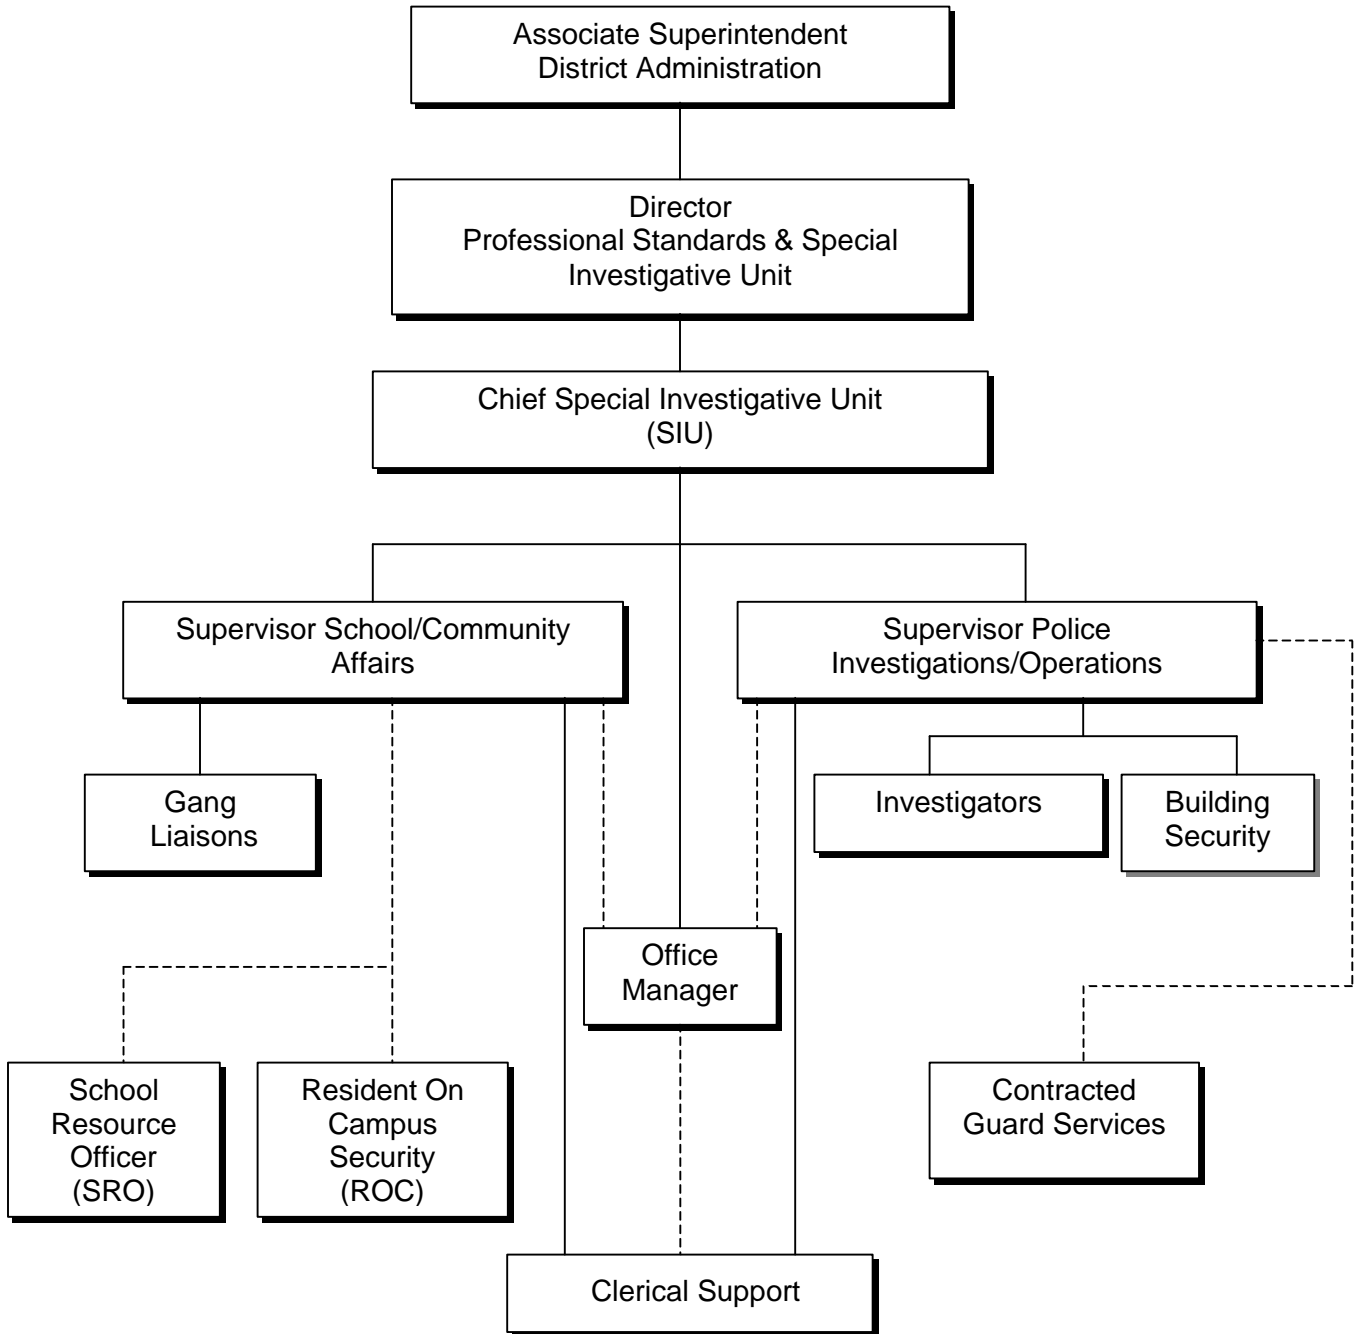 Associate Superintendent
District Administration
Director
Professional Standards & Special
Investigative Unit
Chief Special Investigative Unit
(SIU)
Supervisor School/Community
Affairs
Supervisor Police
Investigations/Operations
Gang
Liaisons
Investigators
Building
Security
Office
Manager
School
Resource
Officer
(SRO)
Resident On
Campus
Security
(ROC)
Contracted
Guard Services
Clerical Support